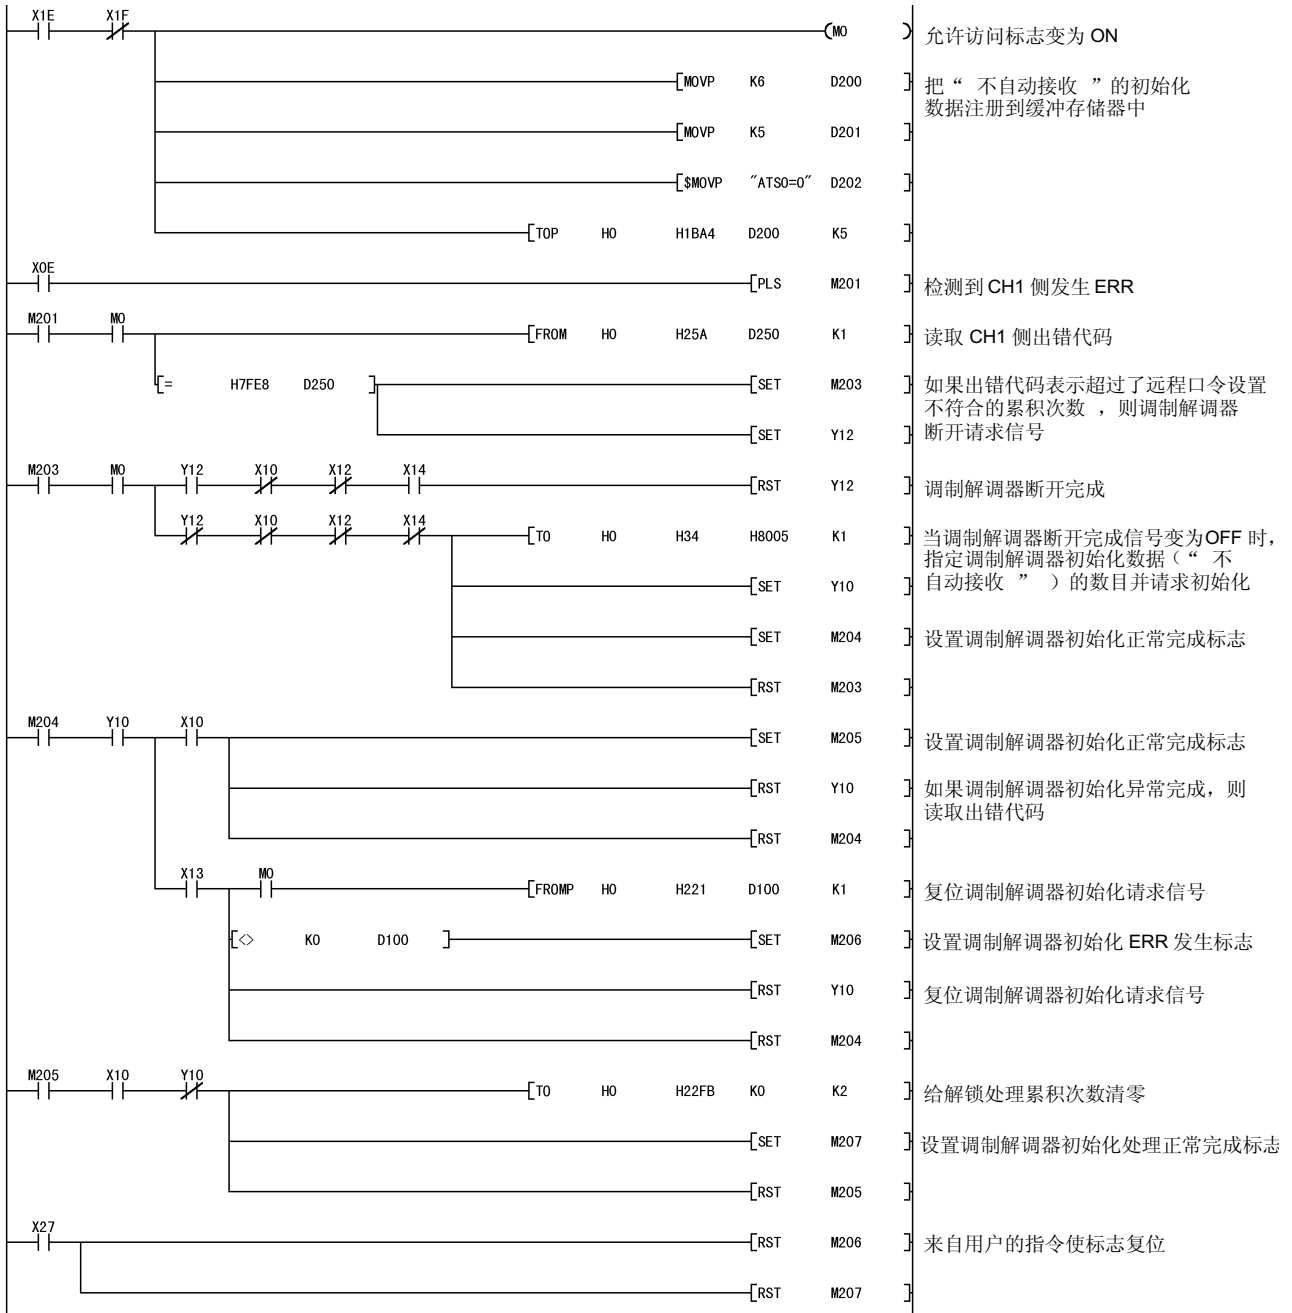 X1E X1F
(M0 ) 允许访问标志变为 ON
[MOVP K6 D200 ] 把“ 不自动接收 ”的初始化
数据注册到缓冲存储器中
[MOVP K5 D201 ]
[$MOVP "ATS0=0" D202 ]
[TOP H0 H1BA4 D200 K5 ]
X0E
[PLS M201 ] 检测到 CH1 侧发生 ERR
M201 M0
[FROM H0 H25A D250 K1 ] 读取 CH1 侧出错代码
[= H7FE8 D250 ] [SET M203 ] 如果出错代码表示超过了远程口令设置
不符合的累积次数 ，则调制解调器
[SET Y12 ] 断开请求信号
M203 M0 Y12 X10 X12 X14
[RST Y12 ] 调制解调器断开完成
Y12 X10 X12 X14
[TO H0 H34 H8005 K1 ] 当调制解调器断开完成信号变为OFF 时，
指定调制解调器初始化数据（“ 不
[SET Y10 ] 自动接收 ” ）的数目并请求初始化
[SET M204 ] 设置调制解调器初始化正常完成标志
[RST M203 ]
M204 Y10 X10
[SET M205 ] 设置调制解调器初始化正常完成标志
[RST Y10 ] 如果调制解调器初始化异常完成，则
读取出错代码
[RST M204 ]
X13 M0
[FROMP H0 H221 D100 K1 ] 复位调制解调器初始化请求信号
[<> K0 D100 ] [SET M206 ] 设置调制解调器初始化 ERR 发生标志
[RST Y10 ] 复位调制解调器初始化请求信号
[RST M204 ]
M205 X10 Y10
[TO H0 H22FB K0 K2 ] 给解锁处理累积次数清零
[SET M207 ] 设置调制解调器初始化处理正常完成标志
[RST M205 ]
X27
[RST M206 ] 来自用户的指令使标志复位
[RST M207 ]